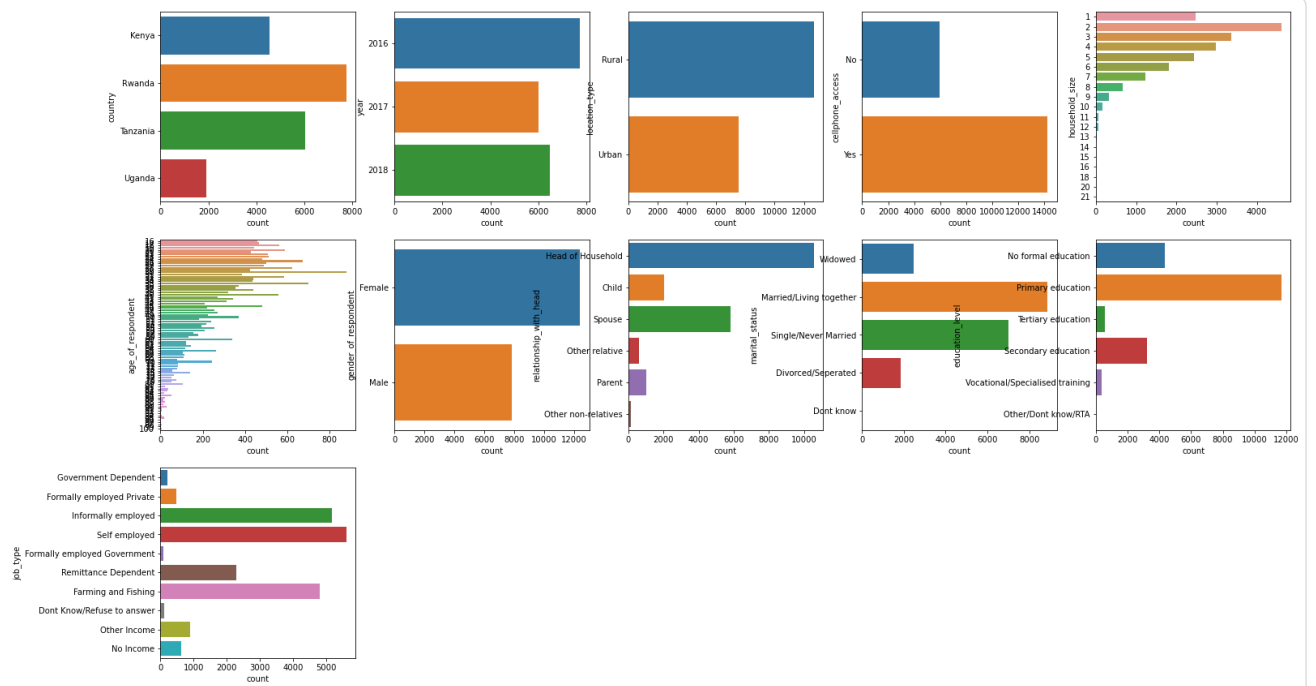 country
Kenya
Rwanda
Tanzania
Uganda
0 2000 4000 6000 8000
count
year
2016
2017
2018
0 2000 4000 6000 8000
count
location_type
Rural
Urban
0 2000 4000 6000 8000 10000 12000
count
cellphone_access
No
Yes
0 2000 4000 6000 8000 10000 12000 14000
count
household_size
1
2
3
4
5
6
7
8
9
10
11
12
13
14
15
16
18
20
21
0 1000 2000 3000 4000
count
age_of_respondent
16
100
0 200 400 600 800
count
gender_of_respondent
Female
Male
0 2000 4000 6000 8000 10000 12000
count
relationship_with_head
Head of Household
Child
Spouse
Other relative
Parent
Other non-relatives
0 2000 4000 6000 8000 10000
count
marital_status
Widowed
Married/Living together
Single/Never Married
Divorced/Seperated
Dont know
0 2000 4000 6000 8000
count
education_level
No formal education
Primary education
Tertiary education
Secondary education
Vocational/Specialised training
Other/Dont know/RTA
0 2000 4000 6000 8000 10000 12000
count
job_type
Government Dependent
Formally employed Private
Informally employed
Self employed
Formally employed Government
Remittance Dependent
Farming and Fishing
Dont Know/Refuse to answer
Other Income
No Income
0 1000 2000 3000 4000 5000
count